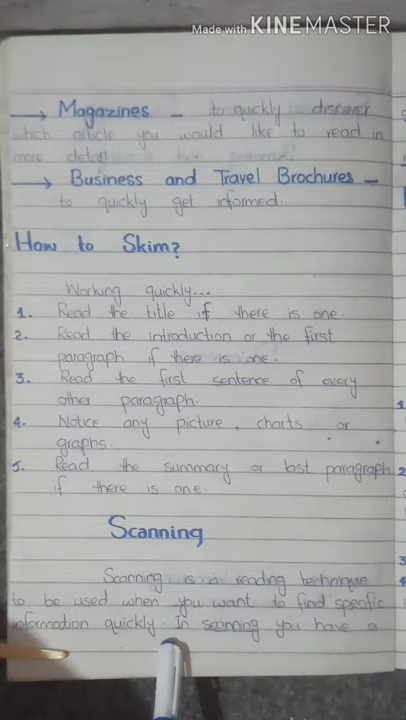 Made with KINEMASTER
→ Magazines - to quickly discover
which article you would like to read in
more detail
→ Business and Travel Brochures -
to quickly get informed.
How to Skim?
Working quickly...
1. Read the title if there is one.
2. Read the introduction or the first
paragraph if there is one.
3. Read the first sentence of every
other paragraph.
4. Notice any picture, charts or
graphs.
5. Read the summary or last paragraph
if there is one.
Scanning
Scanning is a reading technique
to be used when you want to find specific
information quickly. In scanning you have a